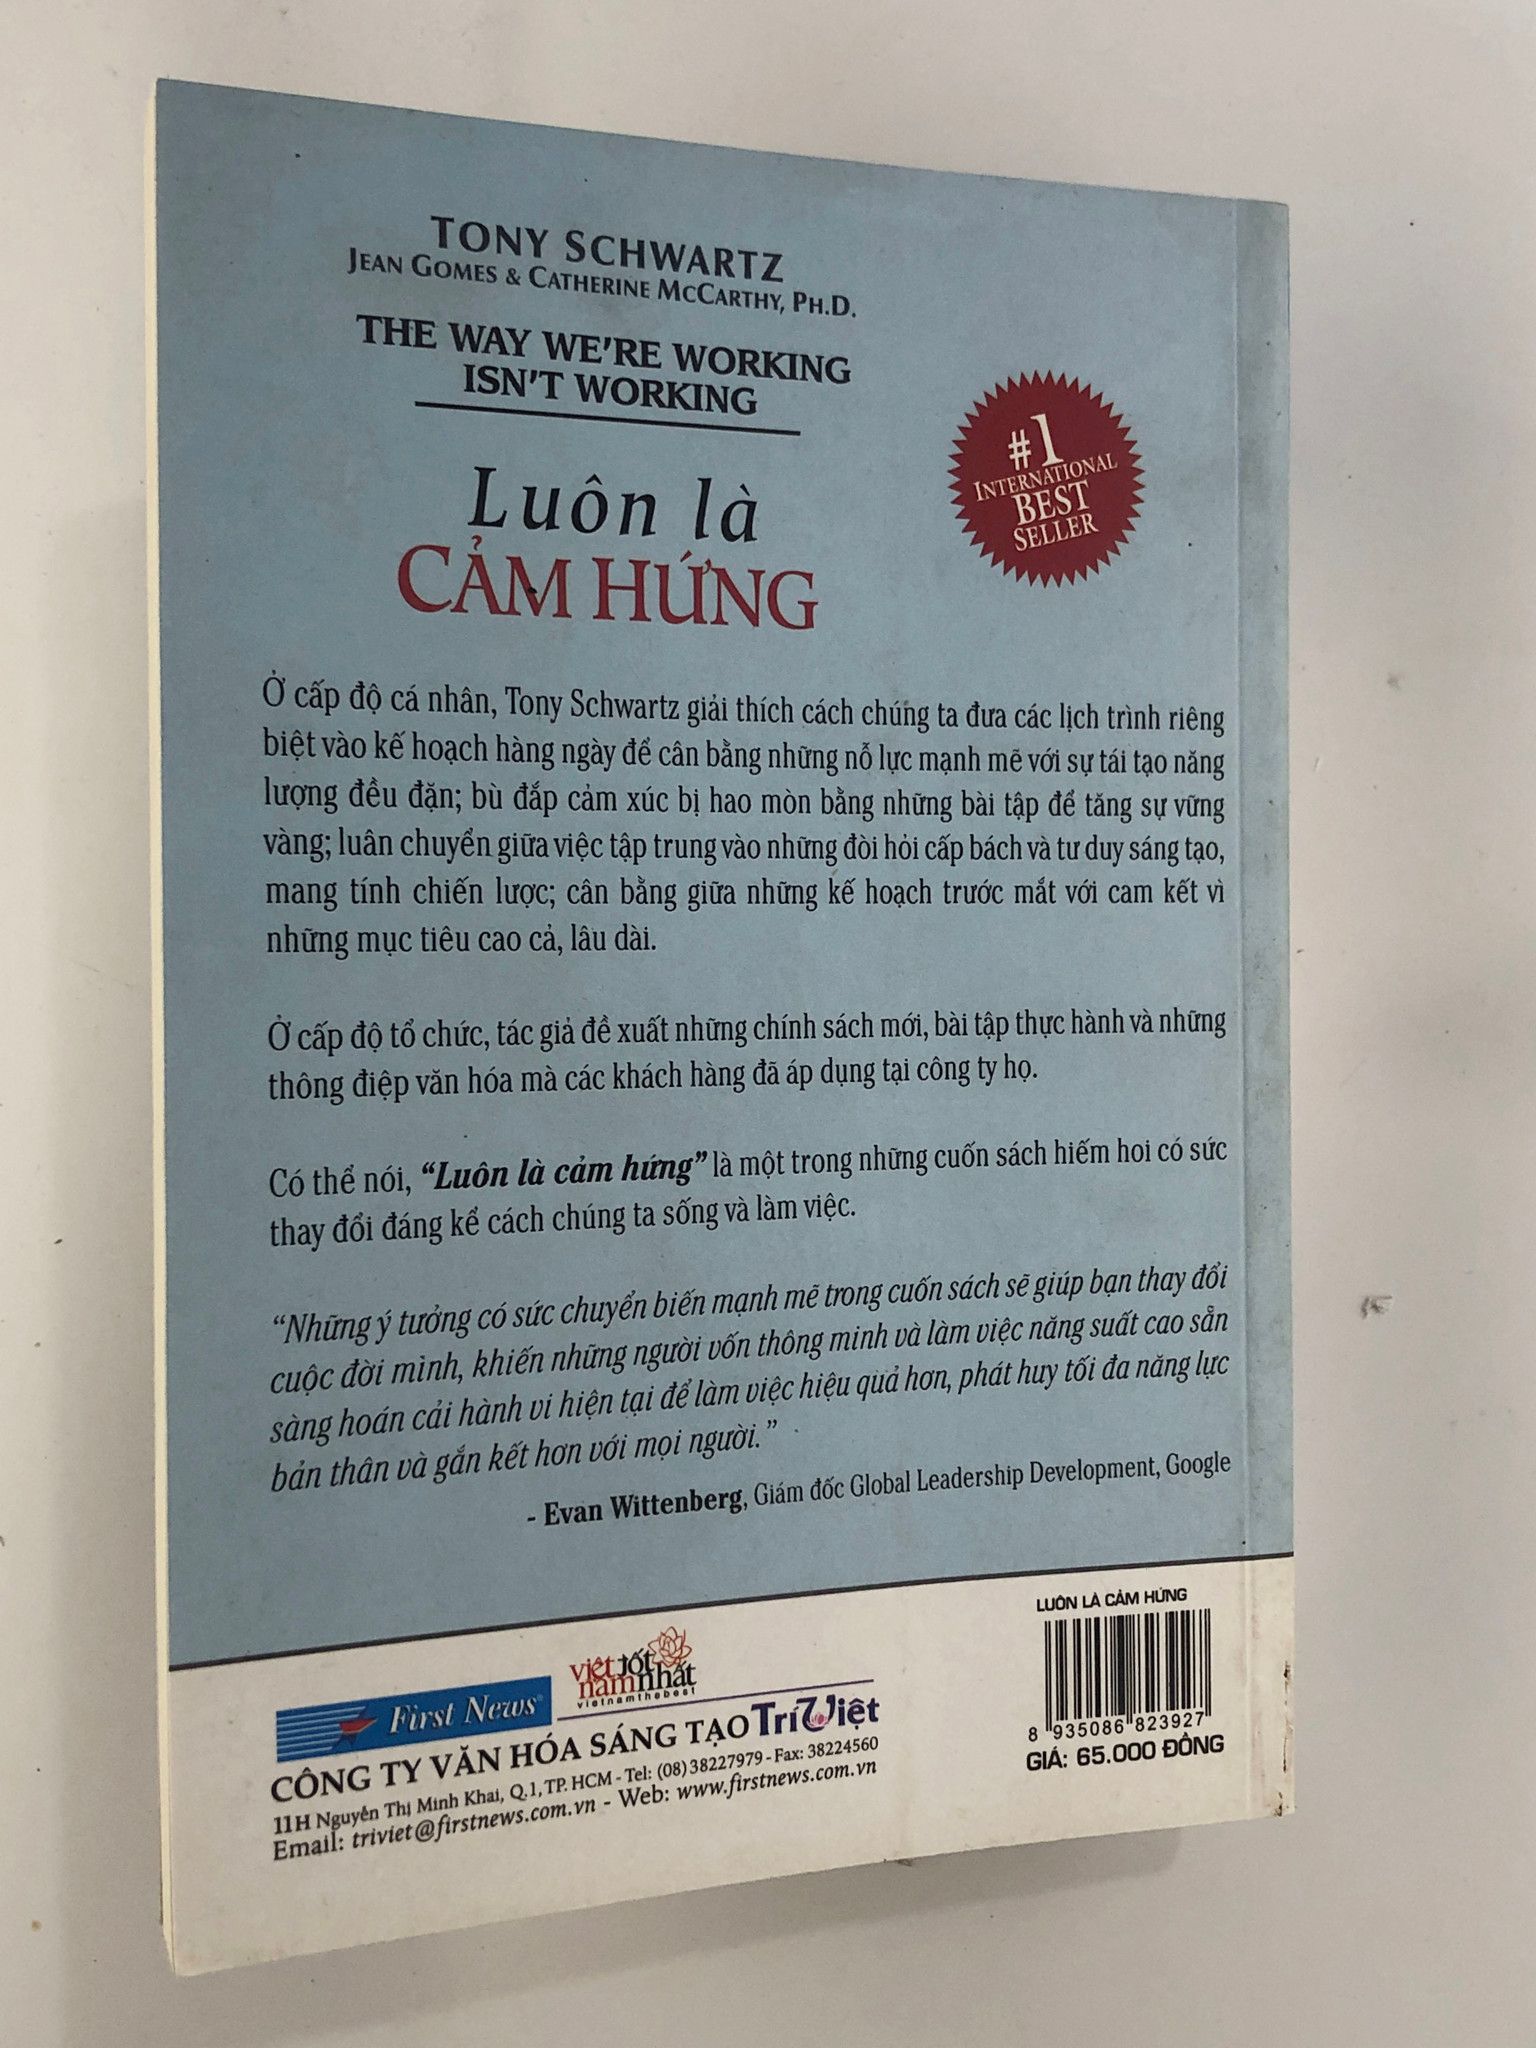 TONY SCHWARTZ
JEAN GOMES & CATHERINE MCCARTHY, PH.D.
THE WAY WE'RE WORKING
ISN'T WORKING
#1
INTERNATIONAL
BEST
SELLER
Luôn là
CẢM HỨNG
Ở cấp độ cá nhân, Tony Schwartz giải thích cách chúng ta đưa các lịch trình riêng
biệt vào kế hoạch hàng ngày để cân bằng những nỗ lực mạnh mẽ với sự tái tạo năng
lượng đều đặn; bù đắp cảm xúc bị hao mòn bằng những bài tập để tăng sự vững
vàng; luân chuyển giữa việc tập trung vào những đòi hỏi cấp bách và tư duy sáng tạo,
mang tính chiến lược; cân bằng giữa những kế hoạch trước mắt với cam kết vì
những mục tiêu cao cả, lâu dài.
Ở cấp độ tổ chức, tác giả đề xuất những chính sách mới, bài tập thực hành và những
thông điệp văn hóa mà các khách hàng đã áp dụng tại công ty họ.
Có thể nói, “Luôn là cảm hứng” là một trong những cuốn sách hiếm hoi có sức
thay đổi đáng kể cách chúng ta sống và làm việc.
“Những ý tưởng có sức chuyển biến mạnh mẽ trong cuốn sách sẽ giúp bạn thay đổi
cuộc đời mình, khiến những người vốn thông minh và làm việc năng suất cao sẵn
sàng hoán cải hành vi hiện tại để làm việc hiệu quả hơn, phát huy tối đa năng lực
bản thân và gắn kết hơn với mọi người.”
- Evan Wittenberg, Giám đốc Global Leadership Development, Google
First News®
việt tốt
nam nhất
vietnamthebest
CÔNG TY VĂN HÓA SÁNG TẠO TríViệt
11H Nguyễn Thị Minh Khai, Q.1, TP. HCM - Tel: (08) 38227979 - Fax: 38224560
Email: triviet@firstnews.com.vn - Web: www.firstnews.com.vn
LUÔN LÀ CẢM HỨNG
8 935086 823927
GIÁ: 65.000 ĐỒNG